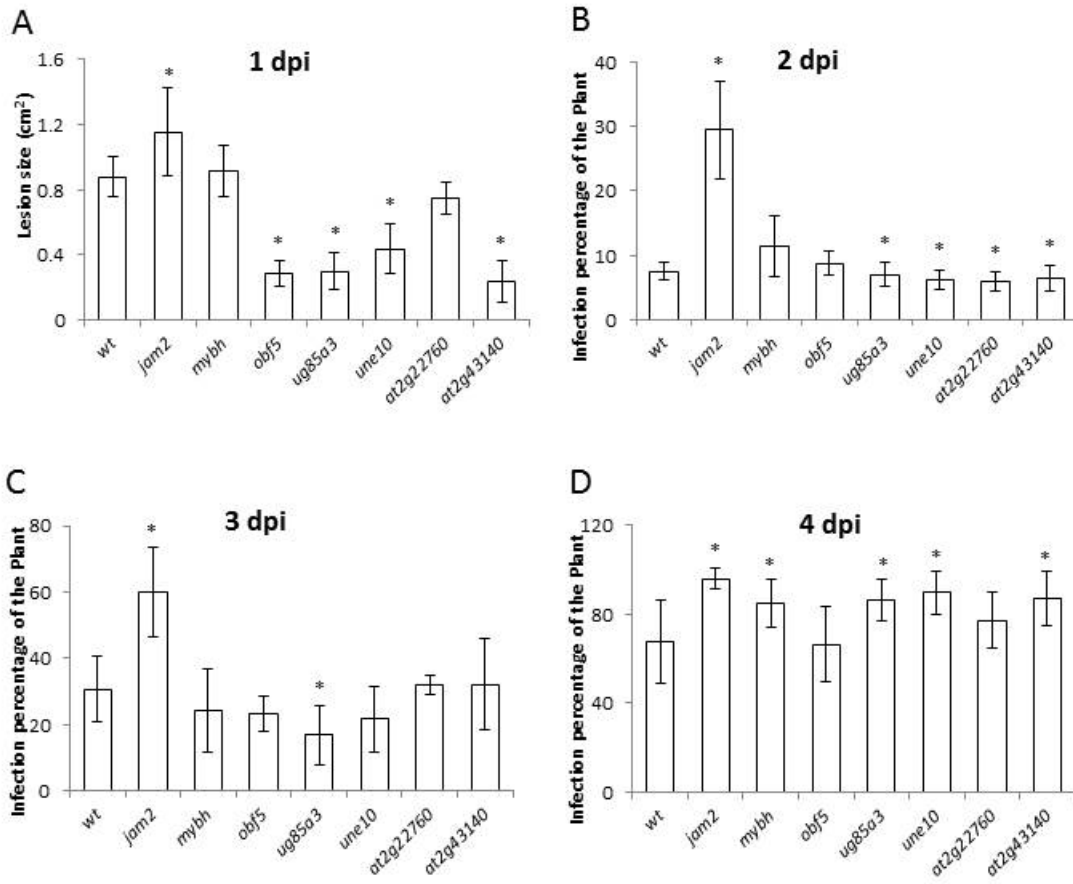 A
1 dpi
Lesion size (cm²)
1.6
1.2
0.8
0.4
0
* * * * *
wt jam2 mybh obf5 ug85a3 une10 at2g22760 at2g43140
B
2 dpi
Infection percentage of the Plant
40
30
20
10
0
* * * * *
wt jam2 mybh obf5 ug85a3 une10 at2g22760 at2g43140
C
3 dpi
Infection percentage of the Plant
80
60
40
20
0
* *
wt jam2 mybh obf5 ug85a3 une10 at2g22760 at2g43140
D
4 dpi
Infection percentage of the Plant
120
80
40
0
* * * * *
wt jam2 mybh obf5 ug85a3 une10 at2g22760 at2g43140